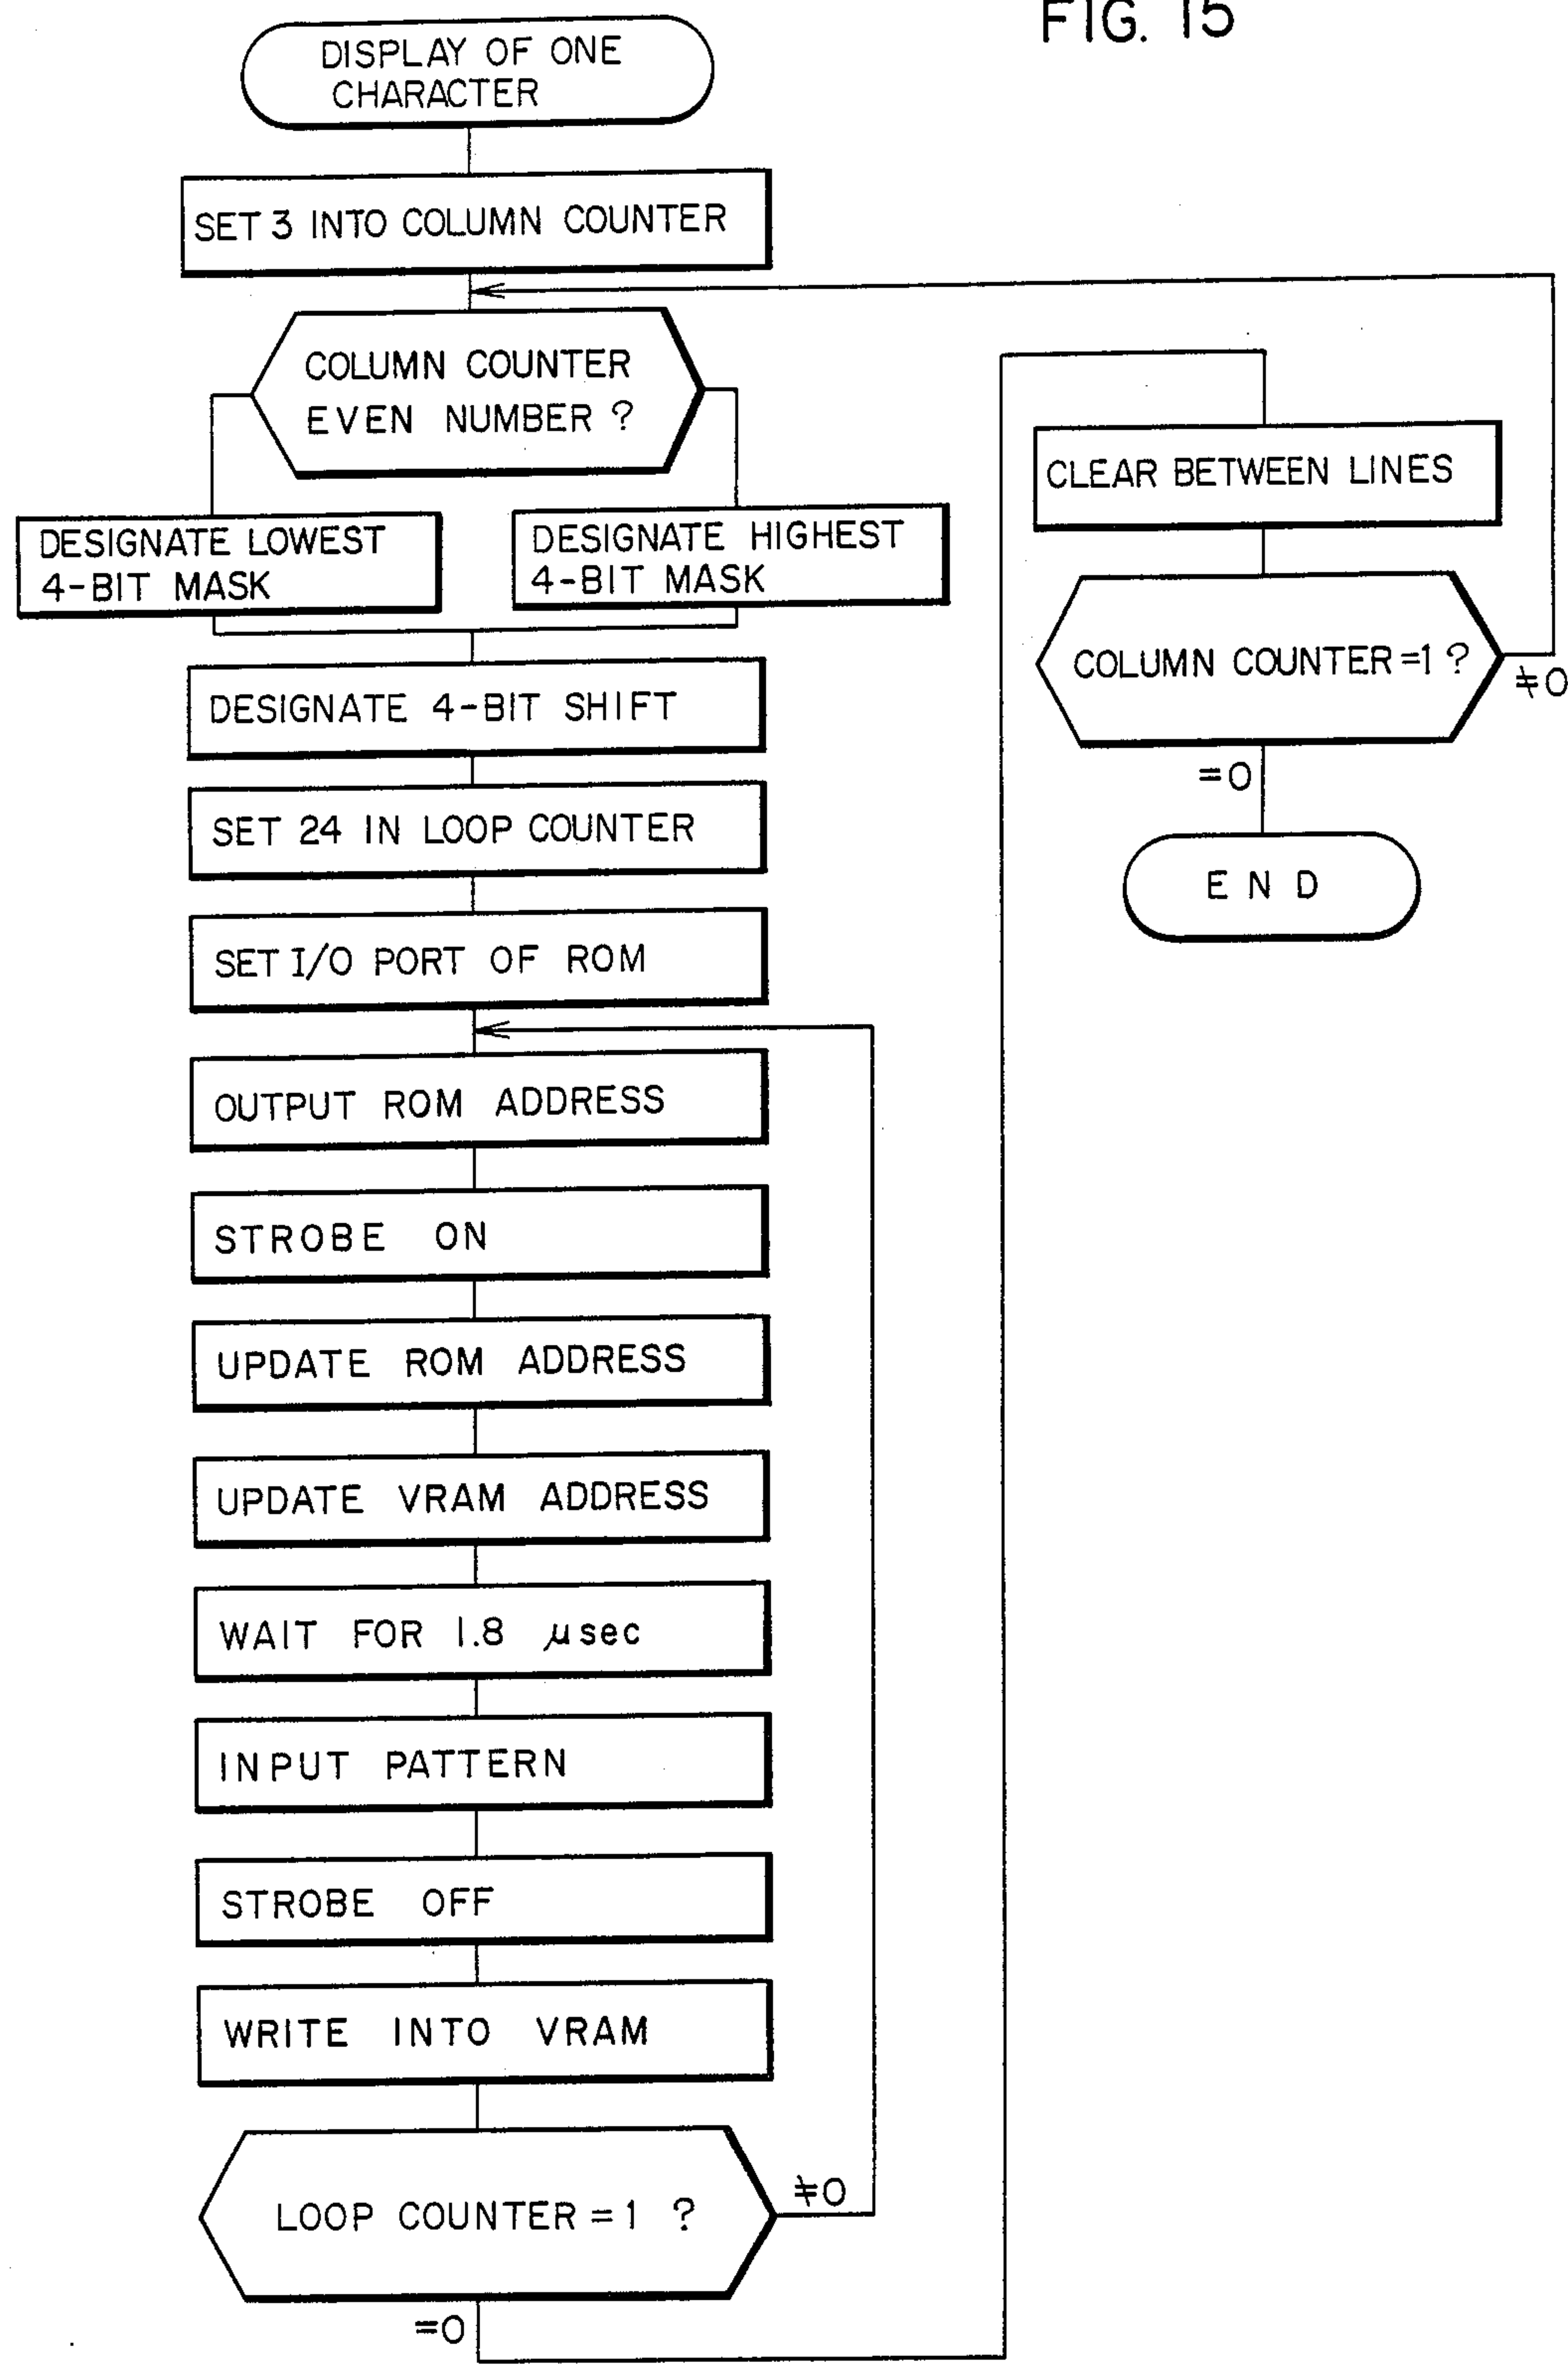 FIG. 15
DISPLAY OF ONE
CHARACTER
SET 3 INTO COLUMN COUNTER
COLUMN COUNTER
EVEN NUMBER ?
DESIGNATE LOWEST
4-BIT MASK
DESIGNATE HIGHEST
4-BIT MASK
DESIGNATE 4-BIT SHIFT
SET 24 IN LOOP COUNTER
SET I/O PORT OF ROM
OUTPUT ROM ADDRESS
STROBE ON
UPDATE ROM ADDRESS
UPDATE VRAM ADDRESS
WAIT FOR 1.8 μsec
INPUT PATTERN
STROBE OFF
WRITE INTO VRAM
LOOP COUNTER = 1 ?
≠0
=0
CLEAR BETWEEN LINES
COLUMN COUNTER =1 ?
≠0
=0
END